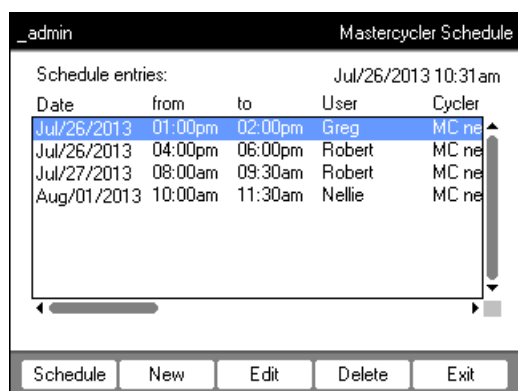 _admin Mastercycler Schedule
Schedule entries: Jul/26/2013 10:31am
Date from to User Cycler
Jul/26/2013 01:00pm 02:00pm Greg MC ne
Jul/26/2013 04:00pm 06:00pm Robert MC ne
Jul/27/2013 08:00am 09:30am Robert MC ne
Aug/01/2013 10:00am 11:30am Nellie MC ne
Schedule New Edit Delete Exit